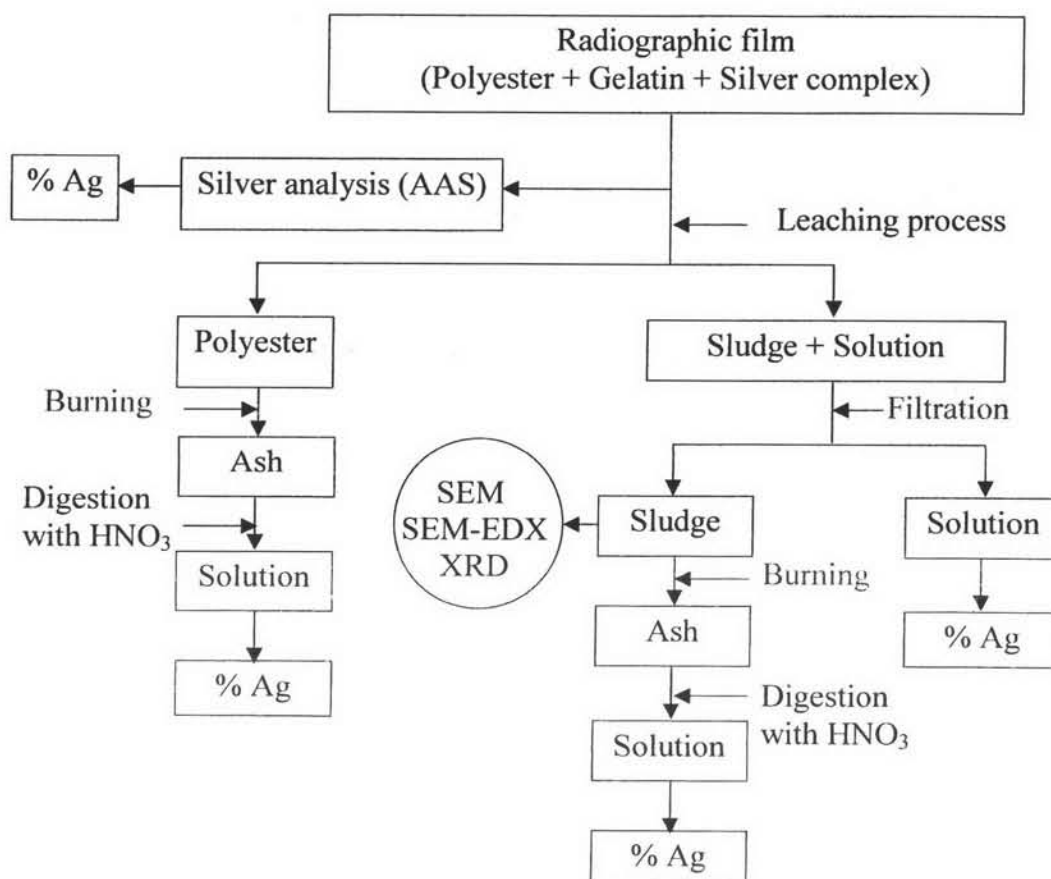 Radiographic film
(Polyester + Gelatin + Silver complex)
% Ag
Silver analysis (AAS)
Leaching process
Polyester
Sludge + Solution
Burning
Filtration
Ash
SEM
SEM-EDX
XRD
Sludge
Solution
Digestion
with HNO₃
Burning
Solution
Ash
% Ag
% Ag
Digestion
with HNO₃
Solution
% Ag